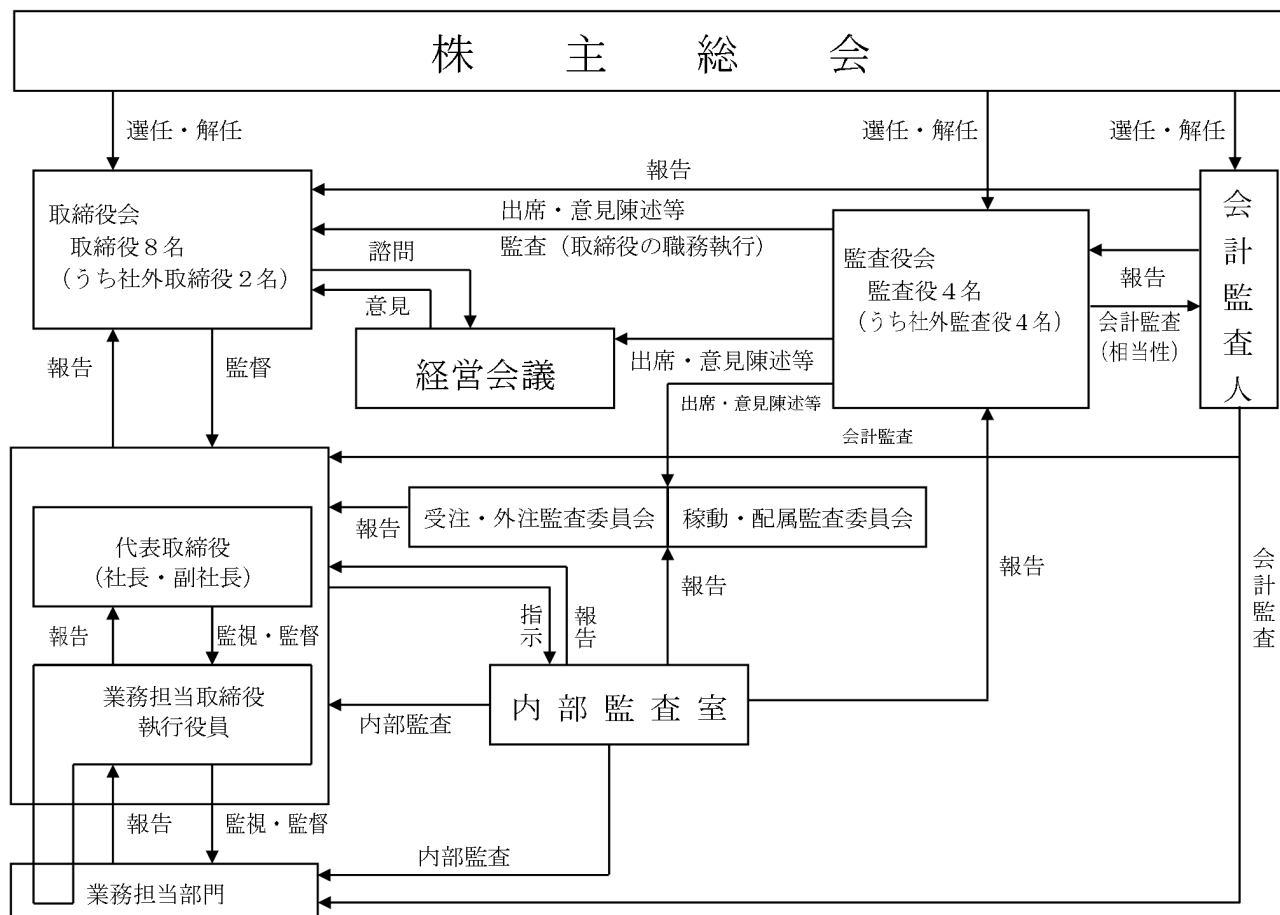 株主総会
選任・解任
選任・解任
選任・解任
報告
取締役会
取締役８名
（うち社外取締役２名）
出席・意見陳述等
監査（取締役の職務執行）
諮問
意見
監査役会
監査役４名
（うち社外監査役４名）
会計監査人
報告
会計監査
（相当性）
報告
監督
経営会議
出席・意見陳述等
出席・意見陳述等
会計監査
受注・外注監査委員会
稼動・配属監査委員会
報告
代表取締役
（社長・副社長）
報告
監視・監督
指示
報告
報告
報告
会計監査
業務担当取締役
執行役員
内部監査室
内部監査
報告
監視・監督
内部監査
業務担当部門